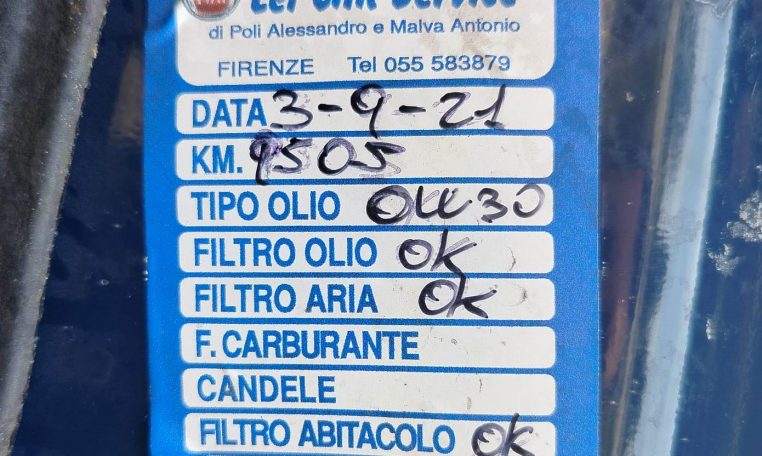 Service
di Poli Alessandro e Malva Antonio
FIRENZE Tel 055 583879
DATA 3-9-21
KM. 9505
TIPO OLIO 0W30
FILTRO OLIO OK
FILTRO ARIA OK
F. CARBURANTE
CANDELE
FILTRO ABITACOLO OK